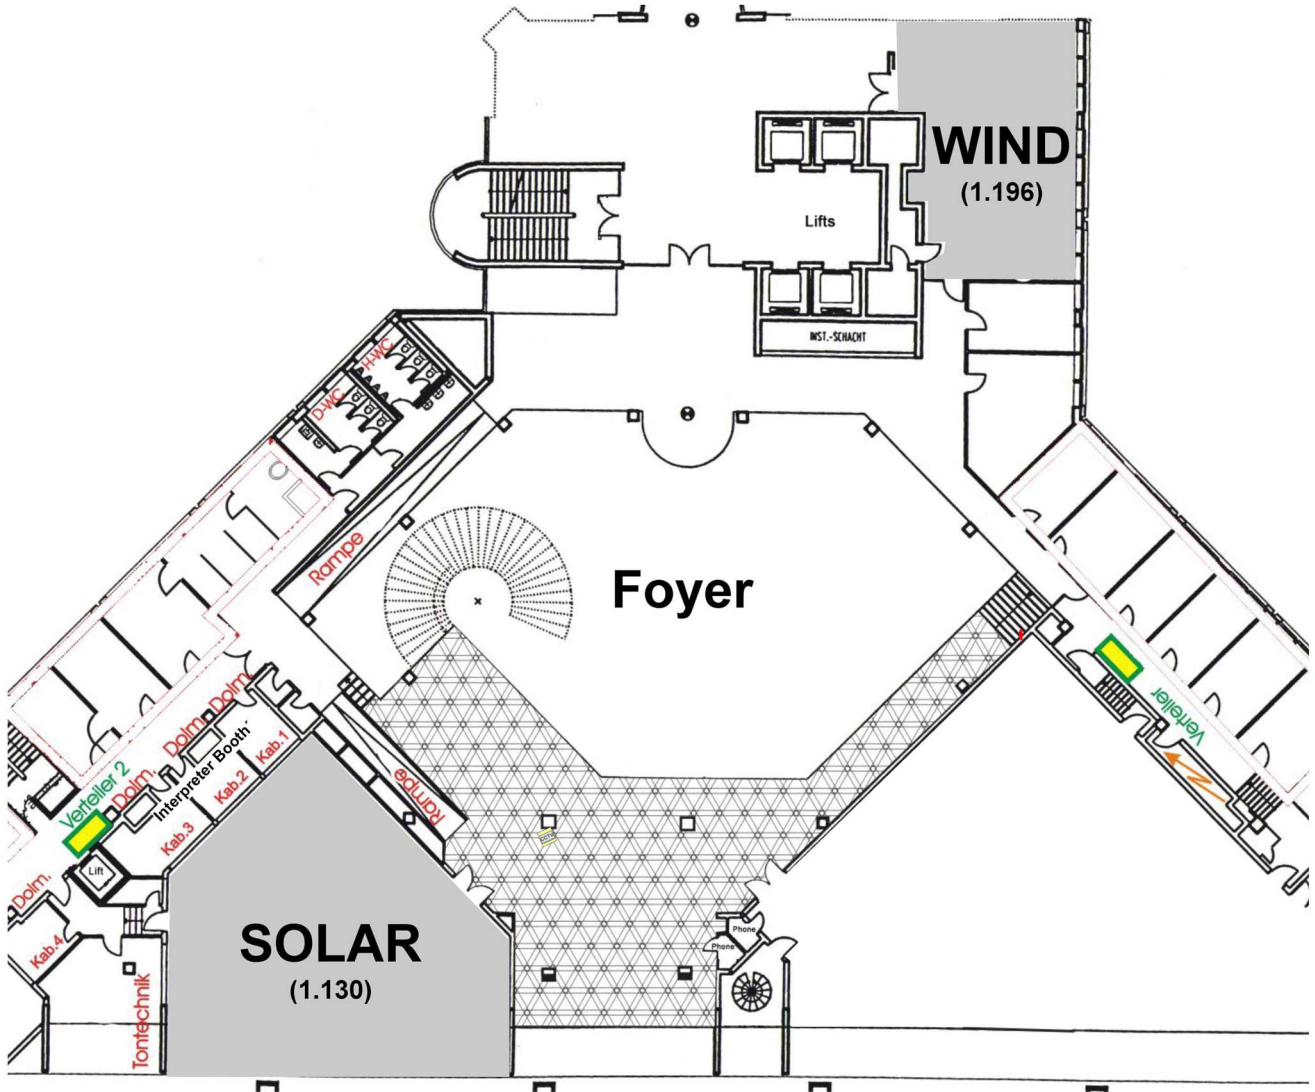 WIND
(1.196)
Lifts
INST.-SCHACHT
H-WC
D-WC
Rampe
Foyer
Verteiler
Dolm.
Dolm.
Dolm.
Interpreter Booth
Verteiler 2
Kab.1
Kab.2
Kab.3
Rampe
Lift
Dolm.
SOLAR
(1.130)
Kab.4
Tontechnik
Phone
Phone